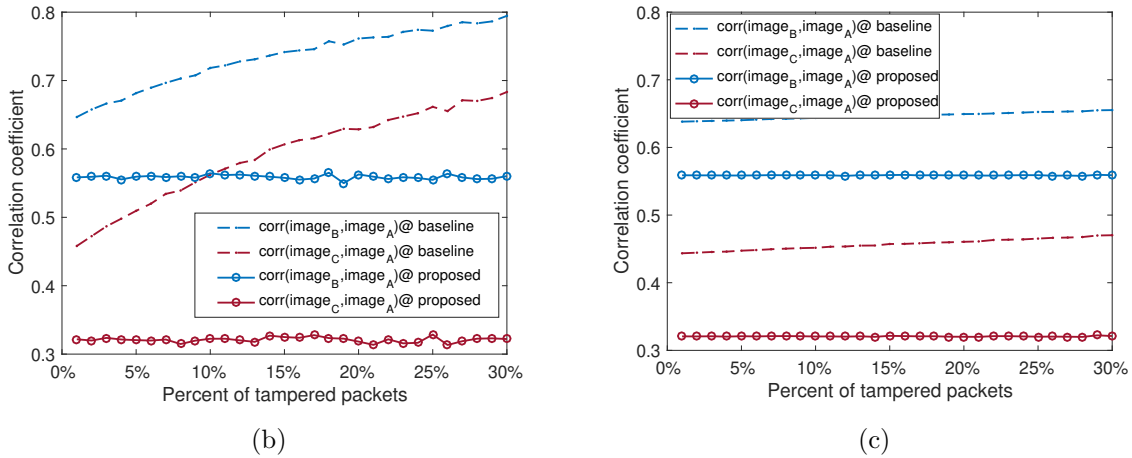 0.8
0.7
0.6
0.5
0.4
0.3
Correlation coefficient
corr(image_B,image_A)@ baseline
corr(image_C,image_A)@ baseline
corr(image_B,image_A)@ proposed
corr(image_C,image_A)@ proposed
0% 5% 10% 15% 20% 25% 30%
Percent of tampered packets
(b)
0.8
0.7
0.6
0.5
0.4
0.3
Correlation coefficient
corr(image_B,image_A)@ baseline
corr(image_C,image_A)@ baseline
corr(image_B,image_A)@ proposed
corr(image_C,image_A)@ proposed
0% 5% 10% 15% 20% 25% 30%
Percent of tampered packets
(c)